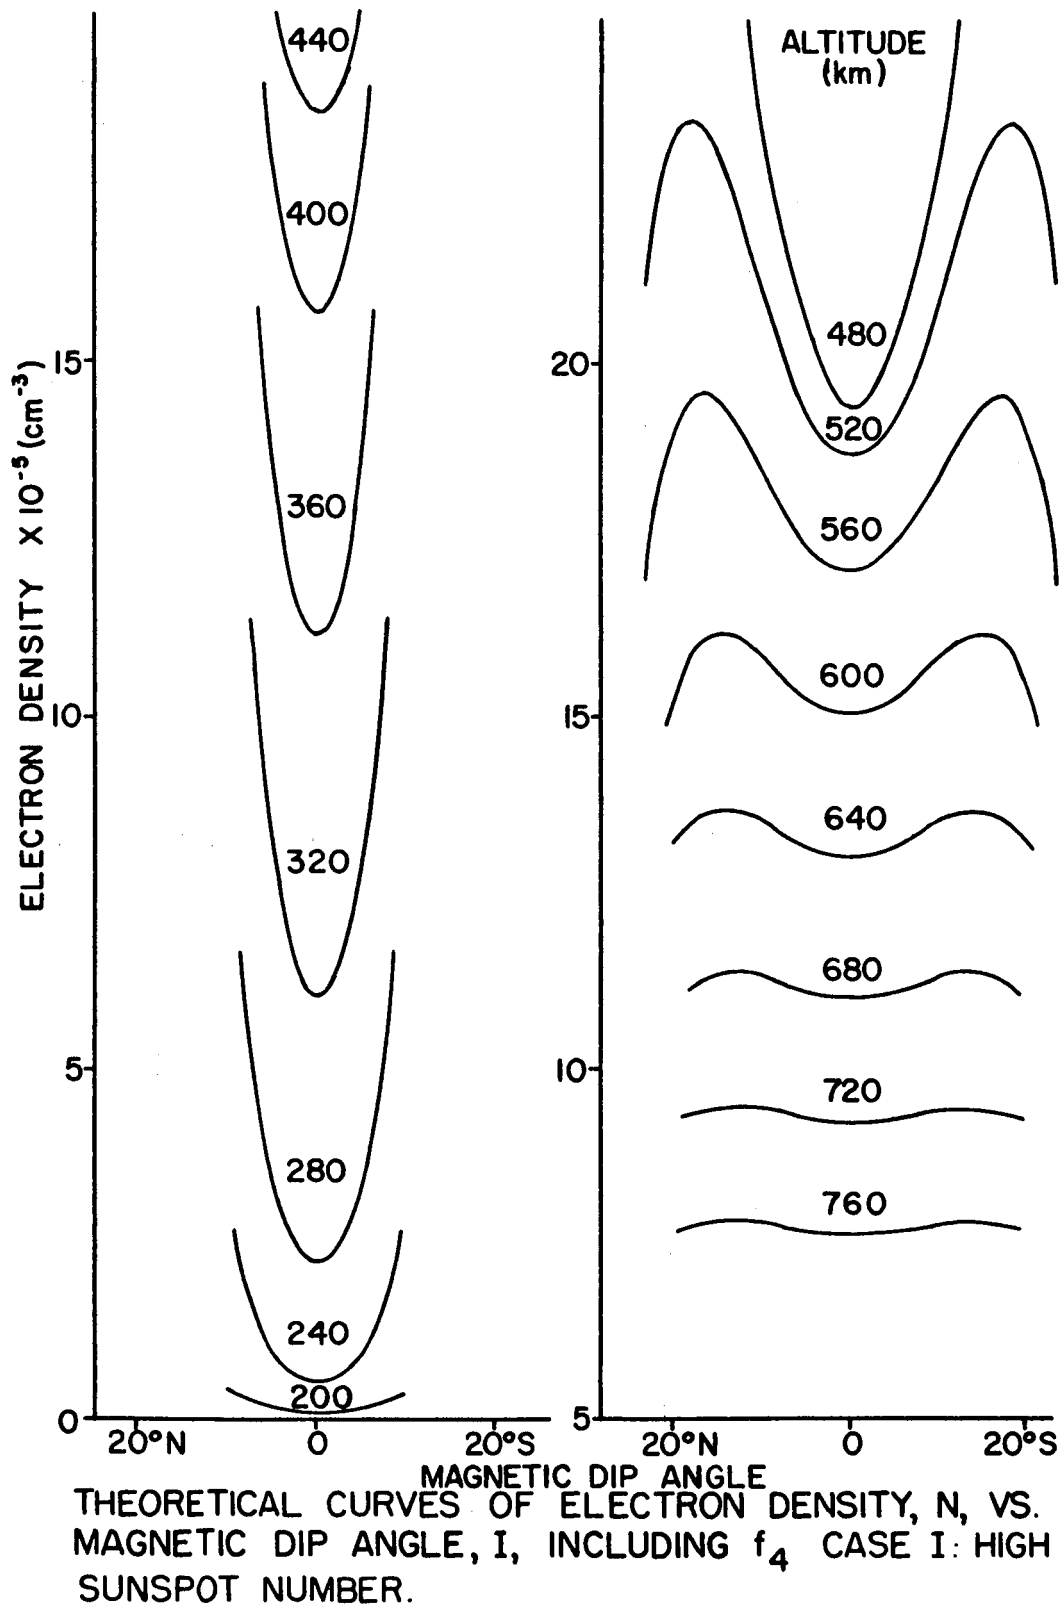 440
400
360
320
280
240
200
15
10
5
0
20°N 0 20°S
ELECTRON DENSITY X10⁻⁵ (cm⁻³)
ALTITUDE
(km)
480
520
560
600
640
680
720
760
20
15
10
5
20°N 0 20°S
MAGNETIC DIP ANGLE
THEORETICAL CURVES OF ELECTRON DENSITY, N, VS.
MAGNETIC DIP ANGLE, I, INCLUDING f₄ CASE I: HIGH
SUNSPOT NUMBER.